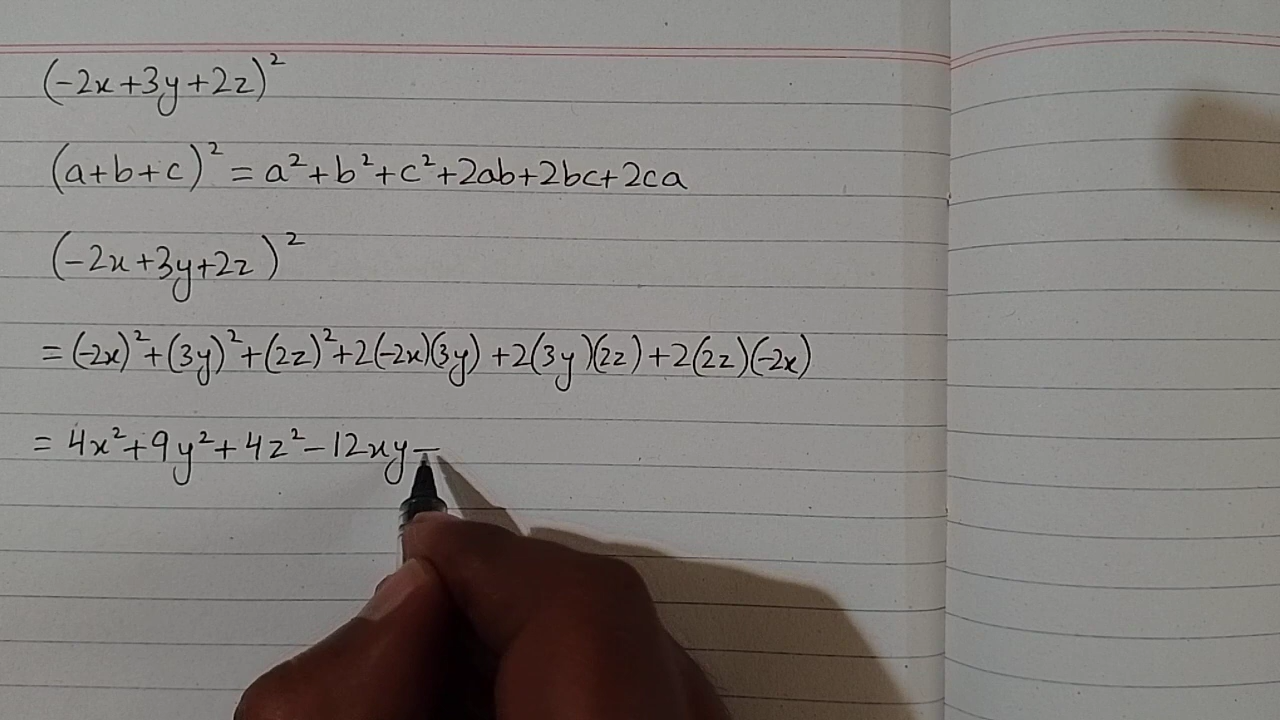 (-2x+3y+2z)²
(a+b+c)² = a²+b²+c²+2ab+2bc+2ca
(-2x+3y+2z)²
= (-2x)²+(3y)²+(2z)²+2(-2x)(3y)+2(3y)(2z)+2(2z)(-2x)
= 4x²+9y²+4z²-12xy-